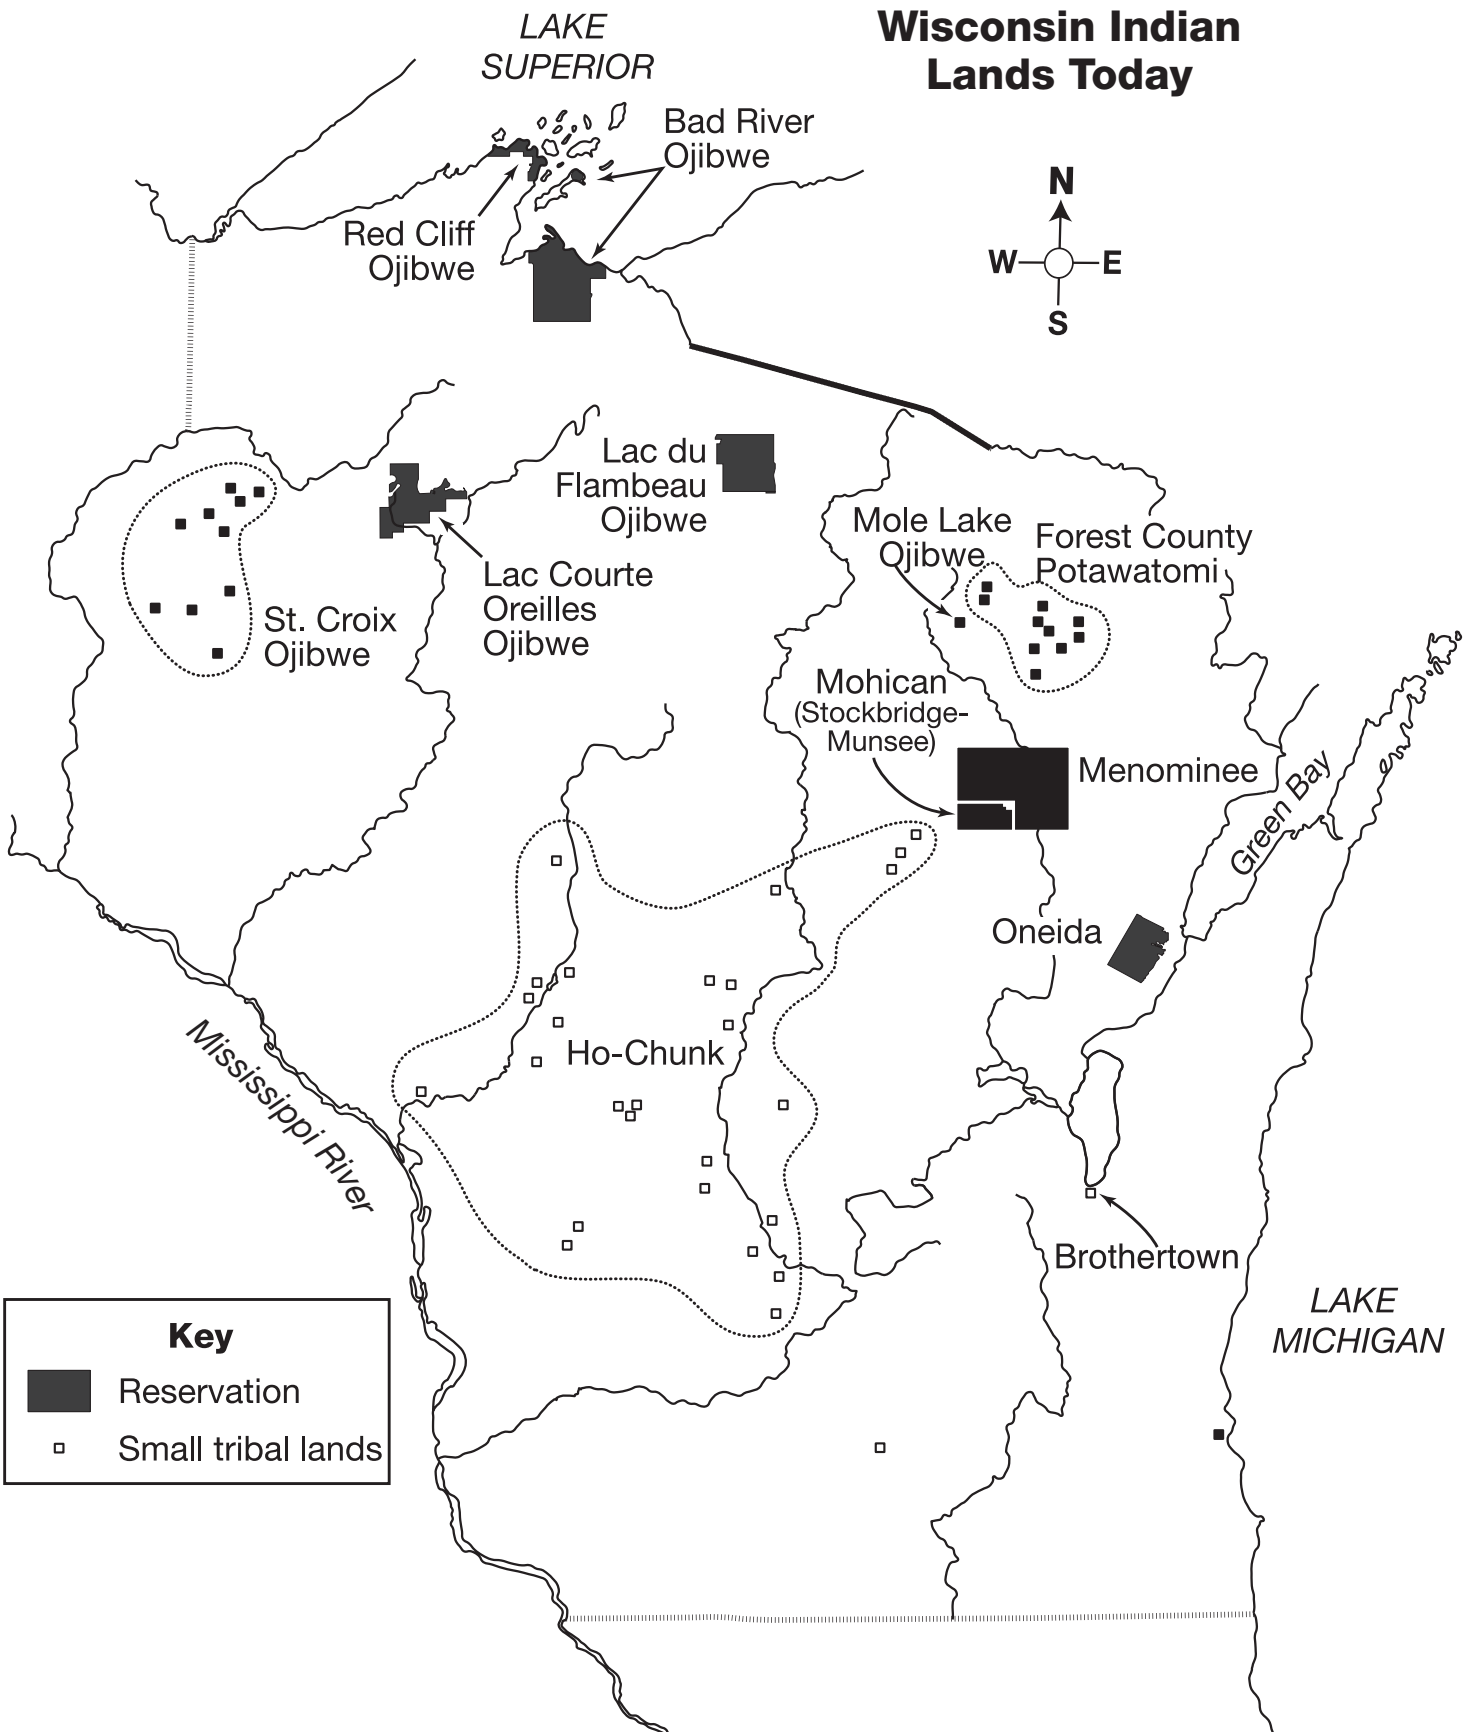 Wisconsin Indian
Lands Today
LAKE
SUPERIOR
Bad River
Ojibwe
N
W
E
S
Red Cliff
Ojibwe
Lac du
Flambeau
Ojibwe
Mole Lake
Ojibwe
Forest County
Potawatomi
Lac Courte
Oreilles
Ojibwe
St. Croix
Ojibwe
Mohican
(Stockbridge-
Munsee)
Menominee
Green Bay
Oneida
Mississippi River
Ho-Chunk
Brothertown
LAKE
MICHIGAN
Key
Reservation
Small tribal lands